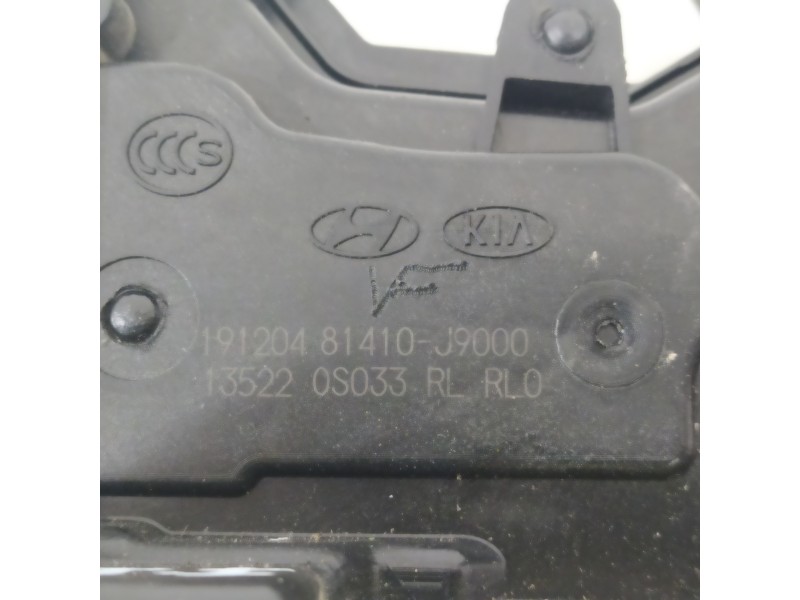 CCCS
KIA
191204 81410-J9000
13522 0S033 RL RL0